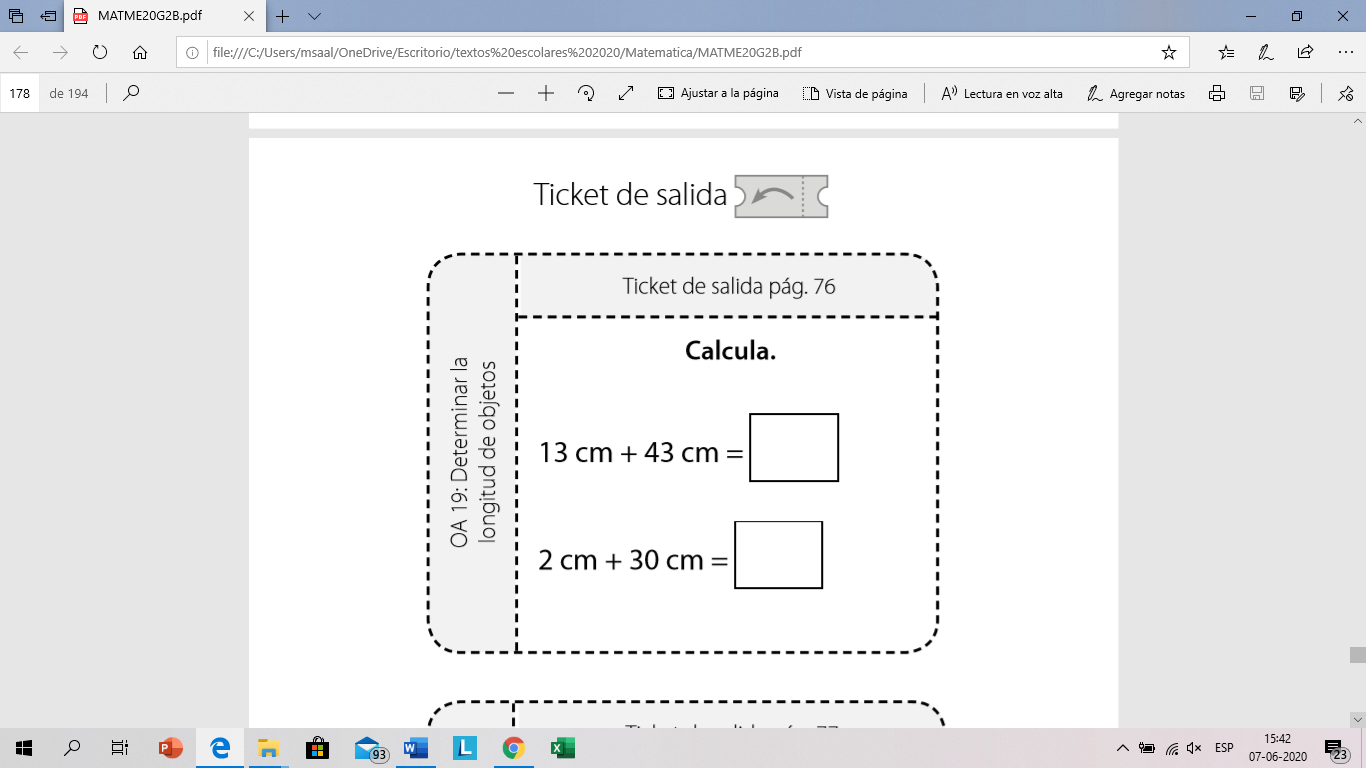 MATME20G2B.pdf
file:///C:/Users/msaal/OneDrive/Escritorio/textos%20escolares%202020/Matematica/MATME20G2B.pdf
178 de 194
Ajustar a la página
Vista de página
Lectura en voz alta
Agregar notas
Ticket de salida
Ticket de salida pág. 76
OA 19: Determinar la
longitud de objetos
Calcula.
13 cm + 43 cm =
2 cm + 30 cm =
93
ESP
15:42
07-06-2020
23